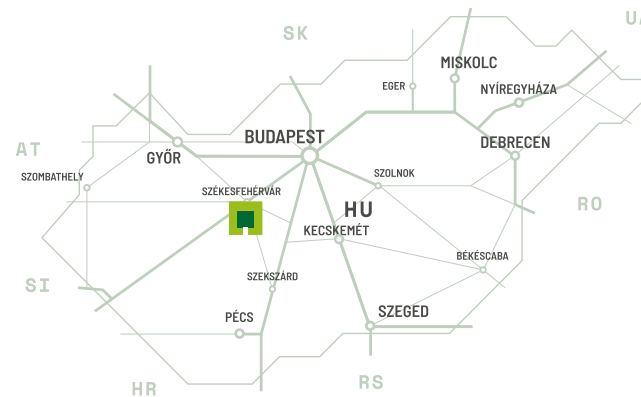 UA
SK
MISKOLC
EGER
NYÍREGYHÁZA
BUDAPEST
DEBRECEN
AT
GYŐR
SZOMBATHELY
SZOLNOK
SZÉKESFEHÉRVÁR
HU
RO
KECSKEMÉT
BÉKÉSCABA
SZEKSZÁRD
SI
PÉCS
SZEGED
RS
HR